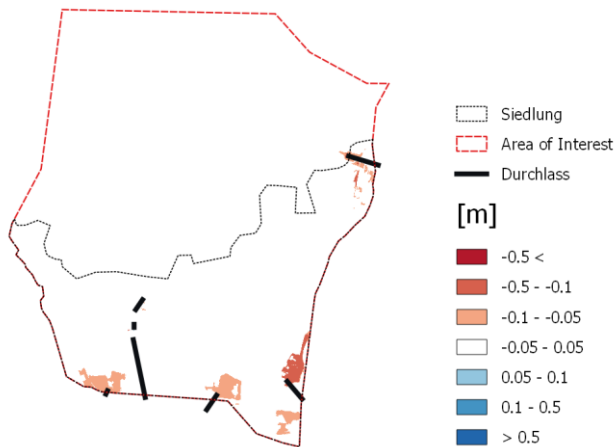 Siedlung
Area of Interest
Durchlass
[m]
-0.5 <
-0.5 - -0.1
-0.1 - -0.05
-0.05 - 0.05
0.05 - 0.1
0.1 - 0.5
> 0.5